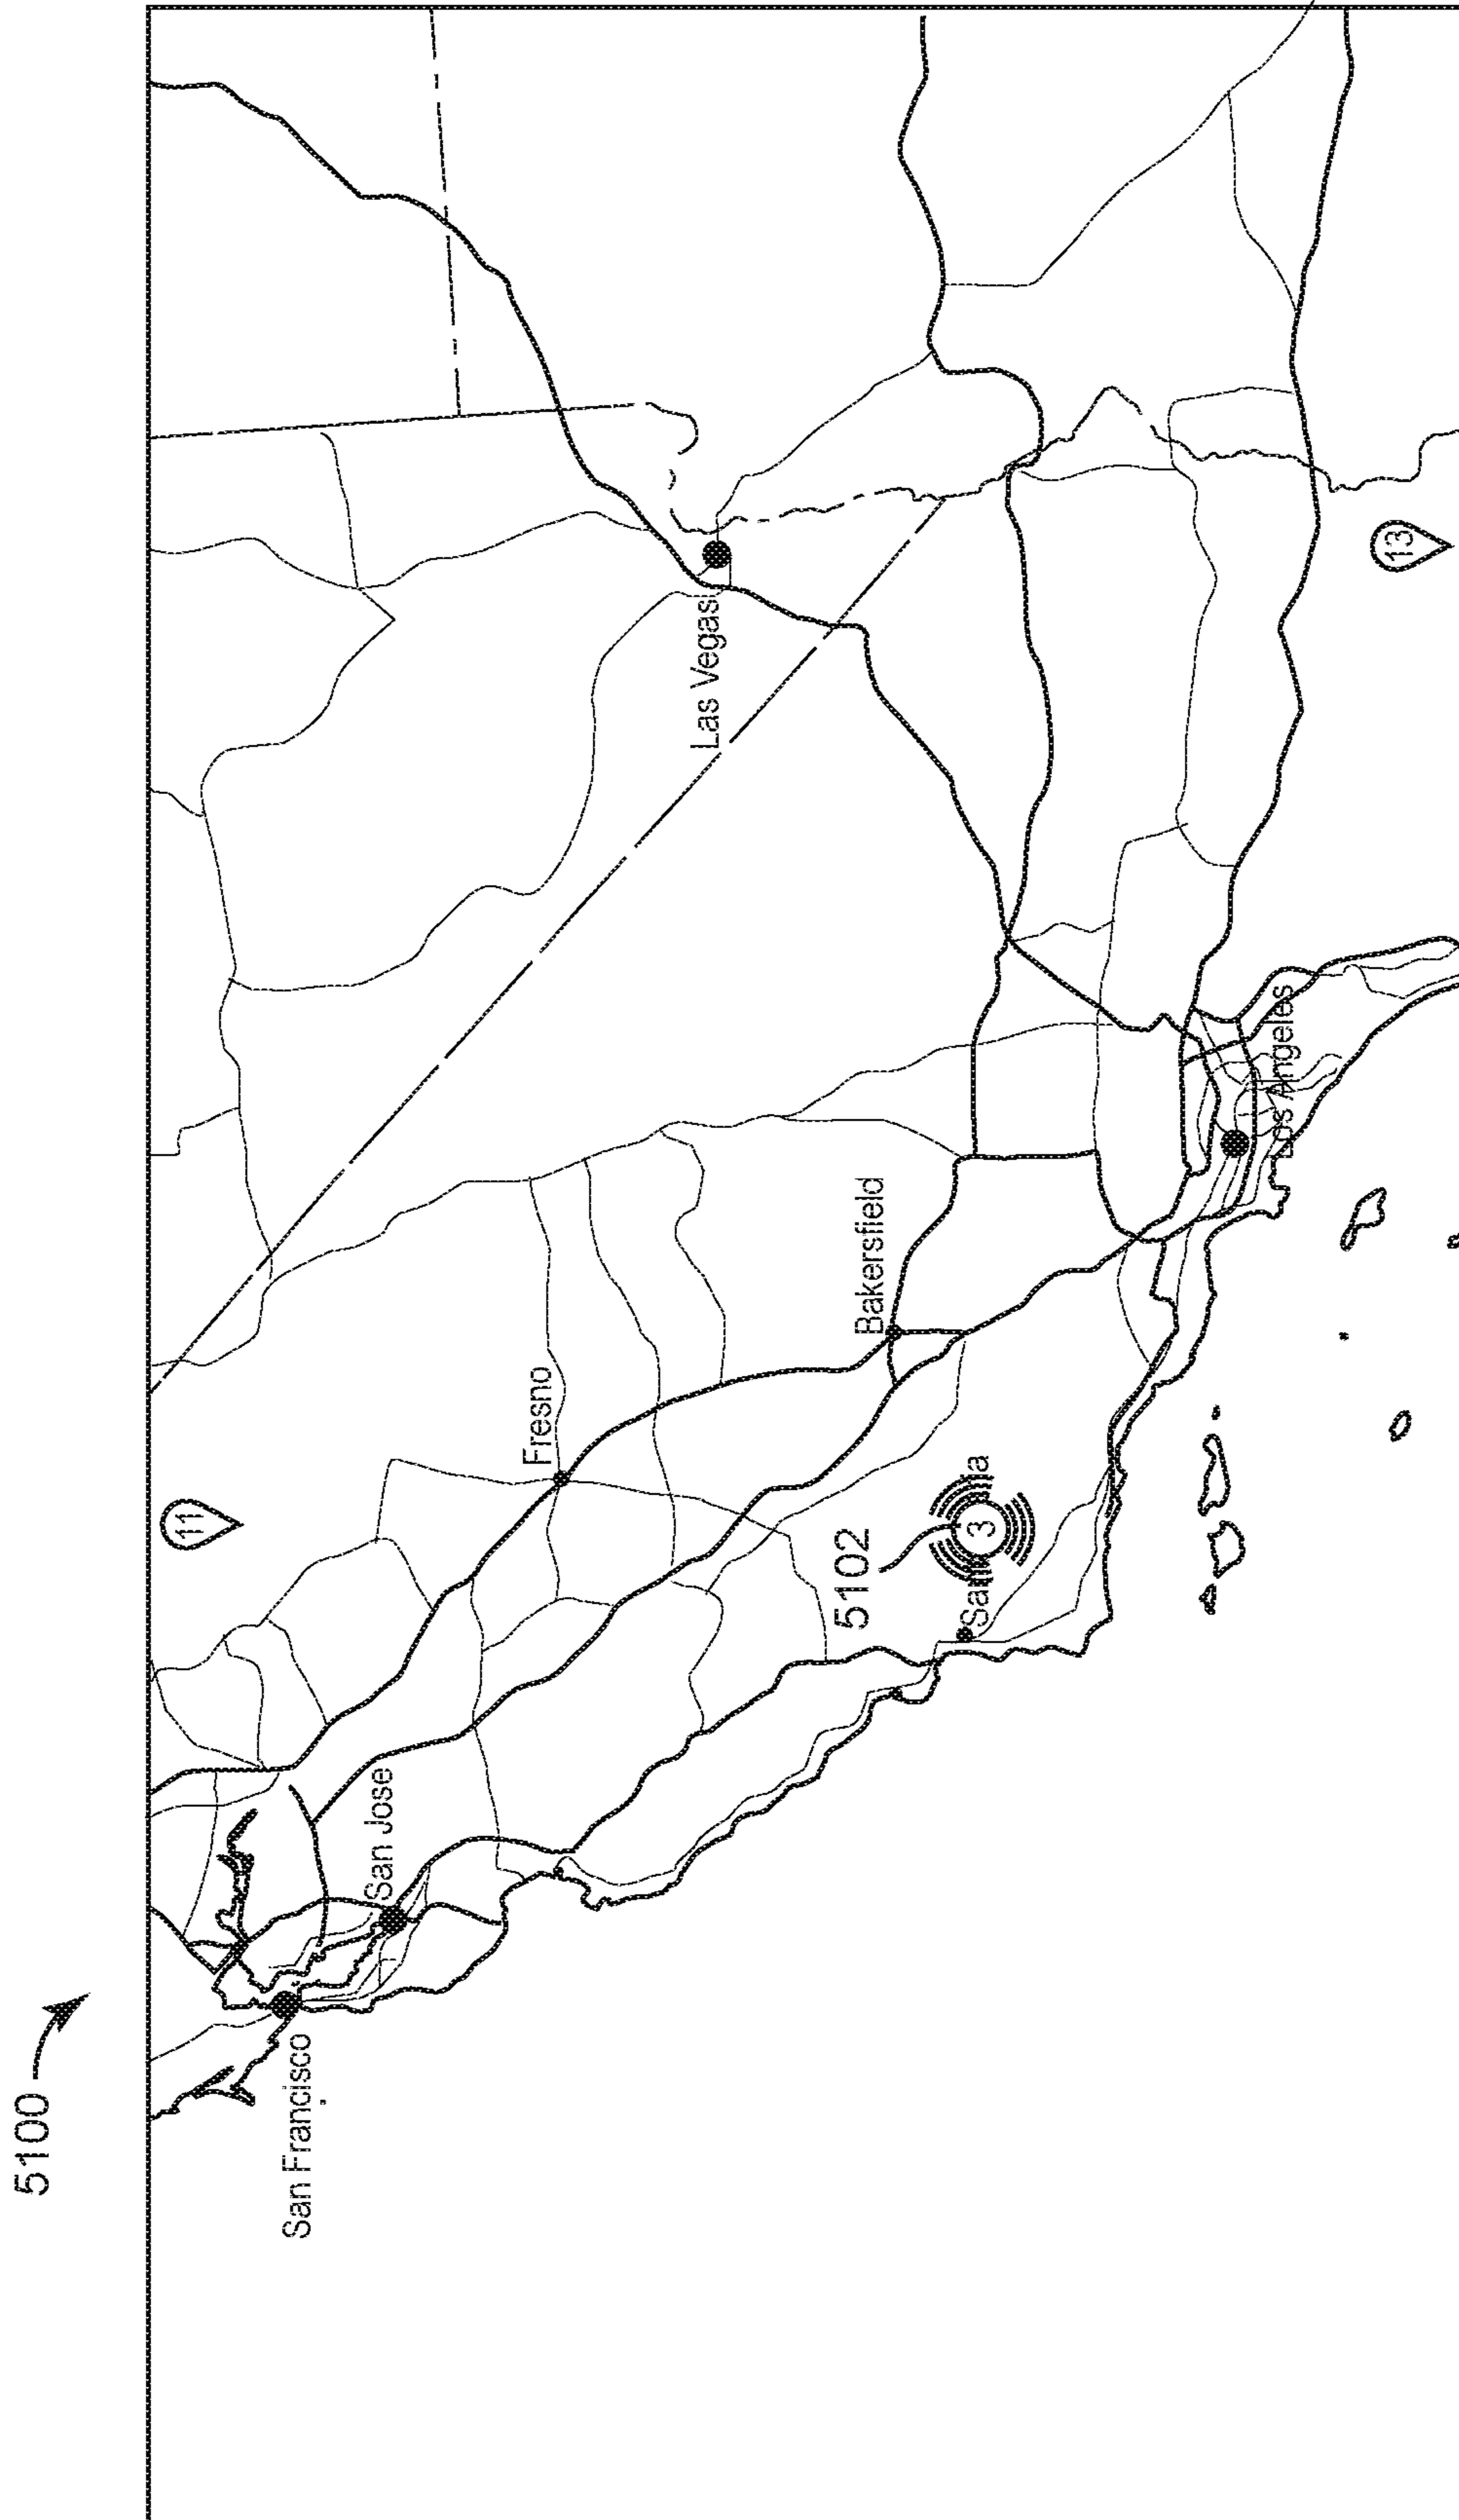 5100
11
San Francisco
San Jose
Fresno
Las Vegas
Bakersfield
5102
3
Los Angeles
13